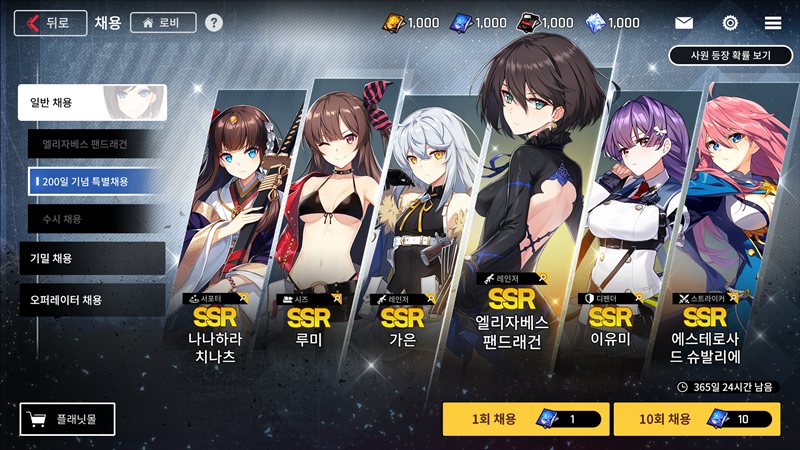 뒤로 채용 로비 ?
1,000 1,000 1,000 1,000
사원 등장 확률 보기
일반 채용
엘리자베스 팬드래건
200일 기념 특별채용
수시 채용
기밀 채용
오퍼레이터 채용
서포터
SSR
나나하라
치나츠
시즈
SSR
루미
레인저
SSR
가은
레인저
SSR
엘리자베스
팬드래건
디펜더
SSR
이유미
스트라이커
SSR
에스테로사
드 슈발리에
365일 24시간 남음
플래닛몰
1회 채용 1
10회 채용 10